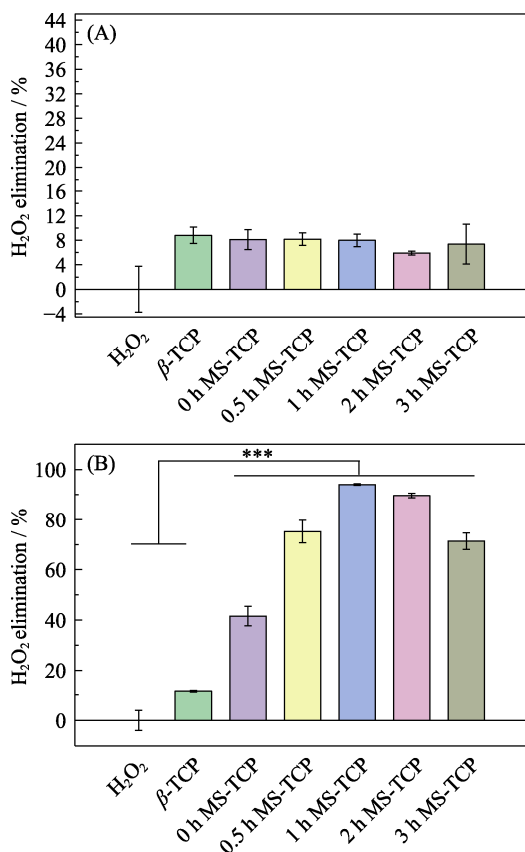 (A)
H₂O₂ elimination / %
44
40
36
32
28
24
20
16
12
8
4
0
−4
H₂O₂
β-TCP
0 h MS-TCP
0.5 h MS-TCP
1 h MS-TCP
2 h MS-TCP
3 h MS-TCP
(B)
***
H₂O₂ elimination / %
100
80
60
40
20
0
H₂O₂
β-TCP
0 h MS-TCP
0.5 h MS-TCP
1 h MS-TCP
2 h MS-TCP
3 h MS-TCP